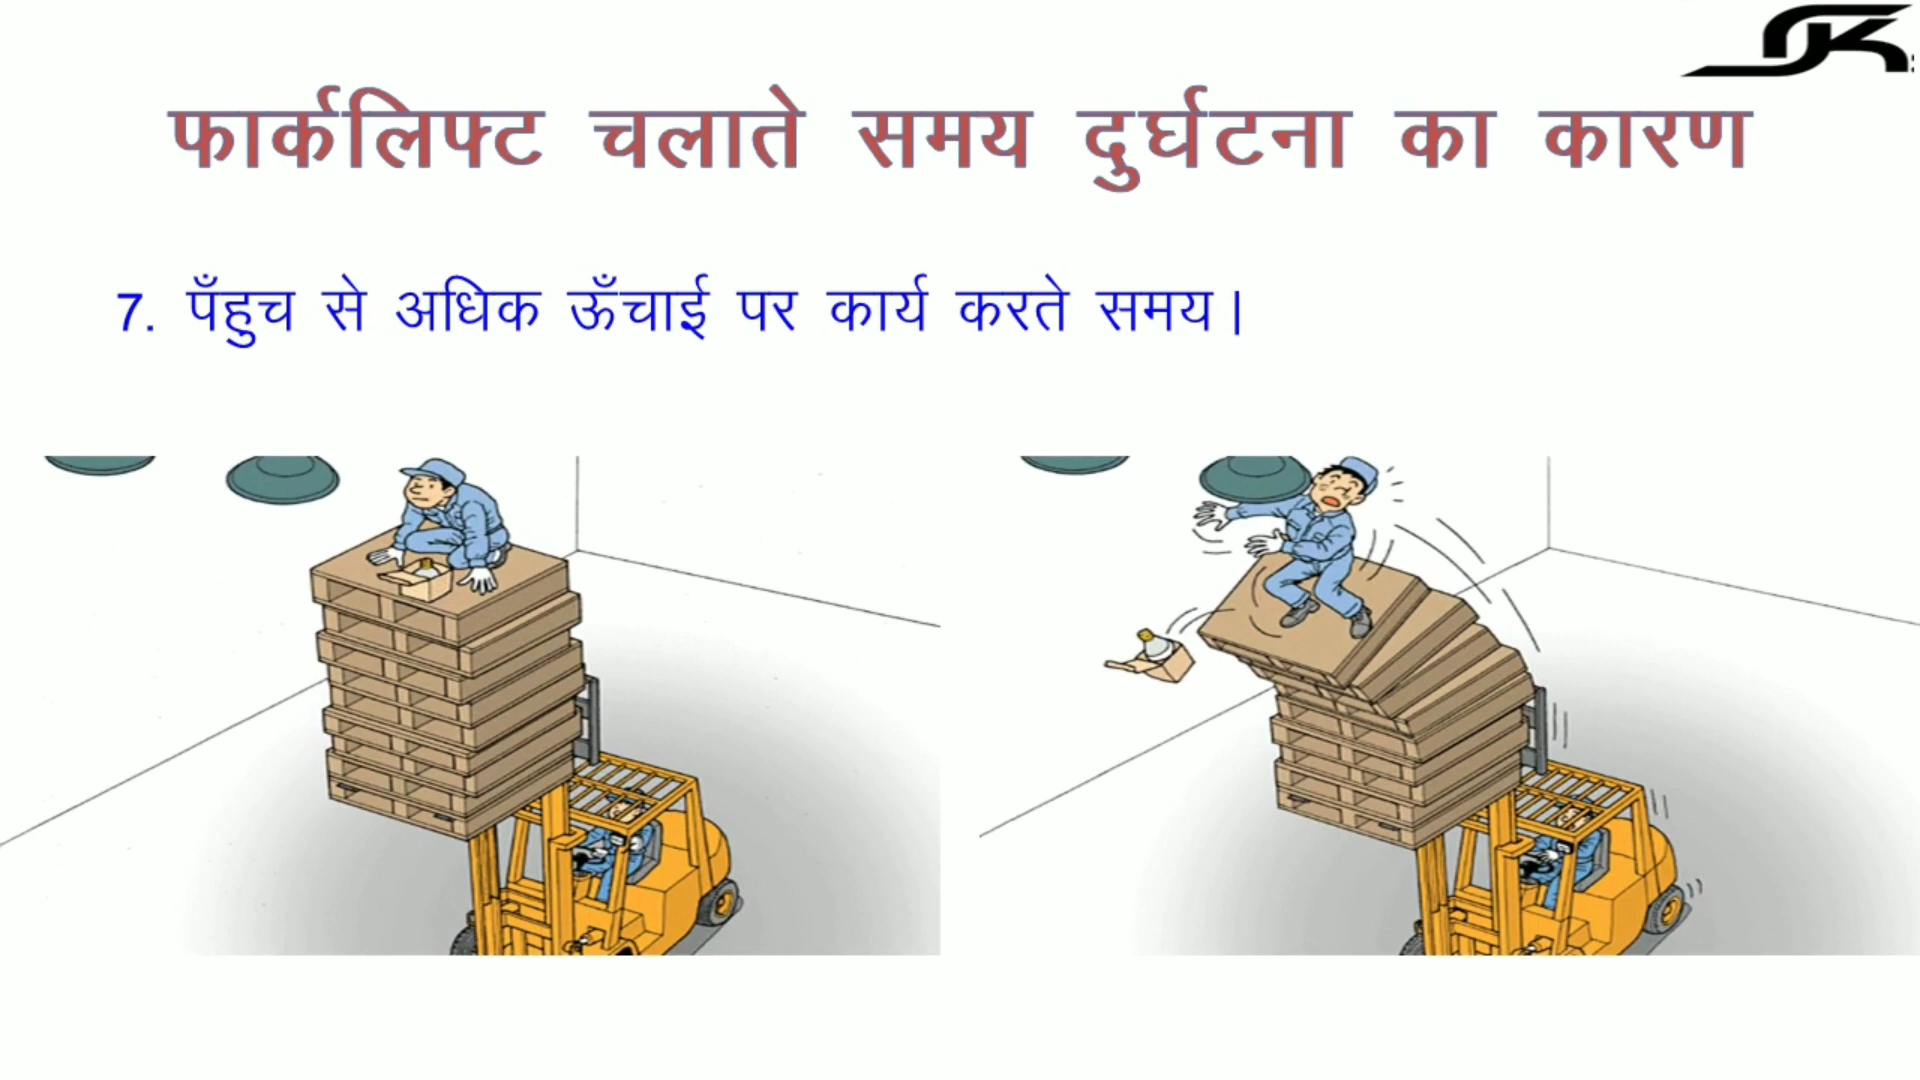 फार्कलिफ्ट चलाते समय दुर्घटना का कारण
7. पँहुच से अधिक ऊँचाई पर कार्य करते समय।